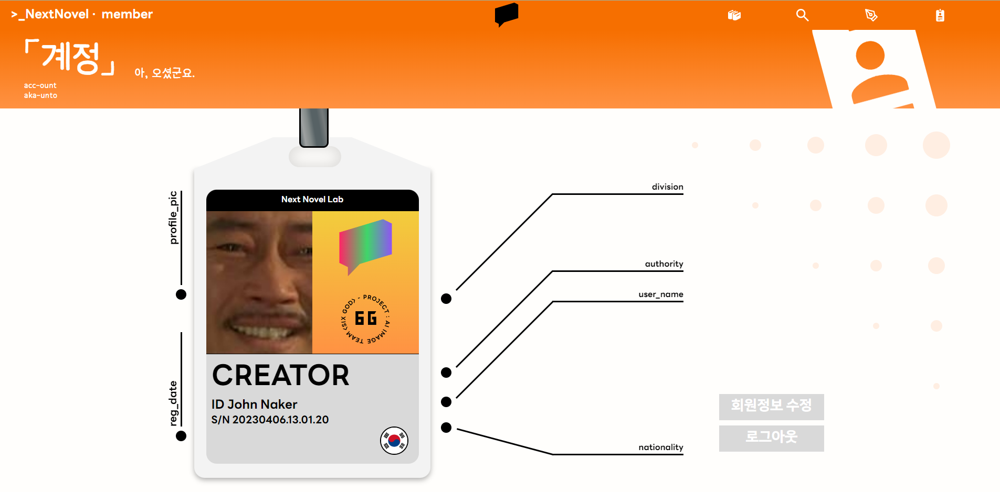 >_NextNovel · member
「계정」
아, 오셨군요.
acc-ount
aka-unto
profile_pic
reg_date
Next Novel Lab
PROJECT : AI IMAGE TEAM <SIX GOD> -
6G
CREATOR
ID John Naker
S/N 20230406.13.01.20
division
authority
user_name
nationality
회원정보 수정
로그아웃